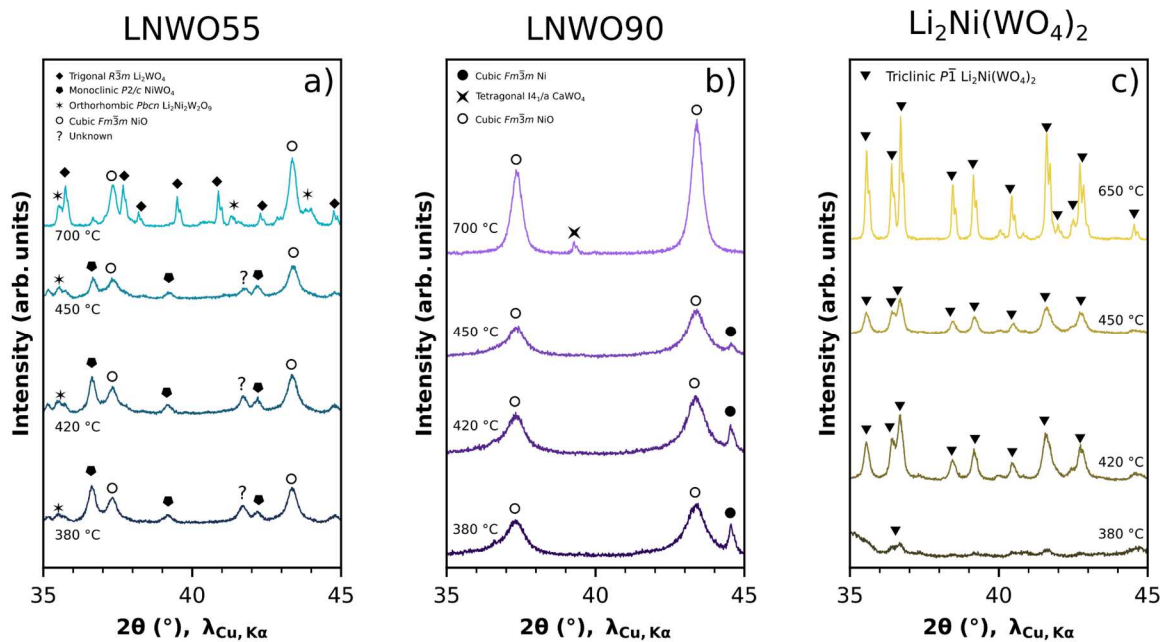 LNWO55
a)
Trigonal R3̅m Li₂WO₄
Monoclinic P2/c NiWO₄
Orthorhombic Pbcn Li₂Ni₂W₂O₉
Cubic Fm3̅m NiO
? Unknown
700 °C
450 °C
?
420 °C
?
380 °C
?
Intensity (arb. units)
35 40 45
2θ (°), λCu, Kα
LNWO90
b)
Cubic Fm3̅m Ni
Tetragonal I4₁/a CaWO₄
Cubic Fm3̅m NiO
700 °C
450 °C
420 °C
380 °C
Intensity (arb. units)
35 40 45
2θ (°), λCu, Kα
Li₂Ni(WO₄)₂
c)
Triclinic P1̅ Li₂Ni(WO₄)₂
650 °C
450 °C
420 °C
380 °C
Intensity (arb. units)
35 40 45
2θ (°), λCu, Kα